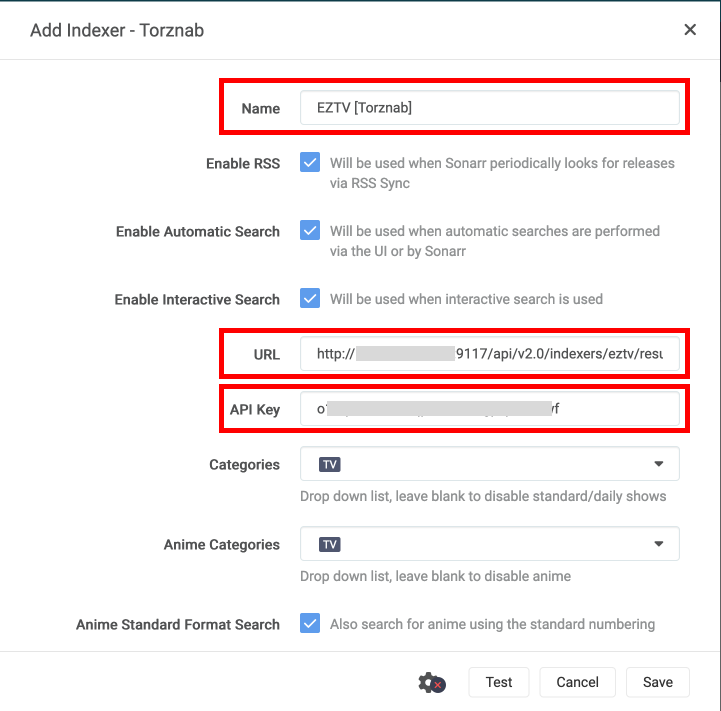 Add Indexer - Torznab
Name
EZTV [Torznab]
Enable RSS
Will be used when Sonarr periodically looks for releases
via RSS Sync
Enable Automatic Search
Will be used when automatic searches are performed
via the UI or by Sonarr
Enable Interactive Search
Will be used when interactive search is used
URL
http:// 9117/api/v2.0/indexers/eztv/resu
API Key
Categories
TV
Drop down list, leave blank to disable standard/daily shows
Anime Categories
TV
Drop down list, leave blank to disable anime
Anime Standard Format Search
Also search for anime using the standard numbering
Test
Cancel
Save